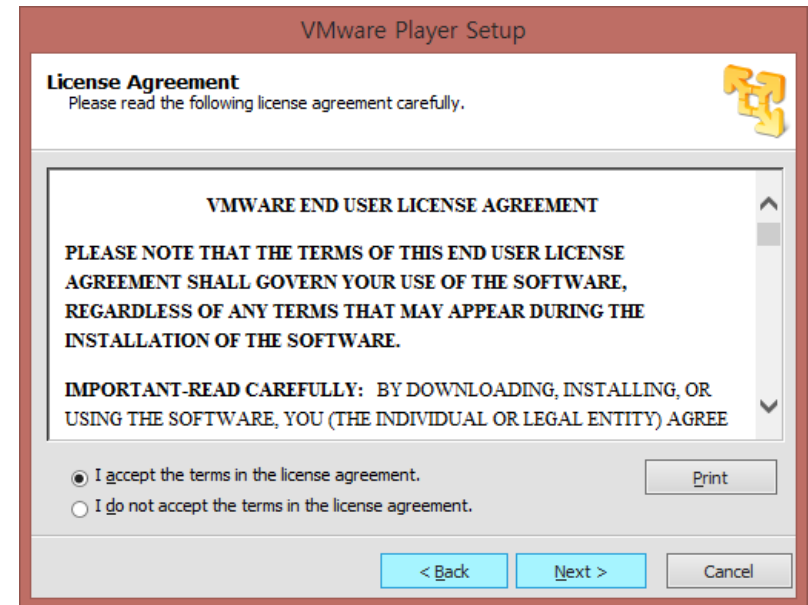 VMware Player Setup
License Agreement
Please read the following license agreement carefully.
VMWARE END USER LICENSE AGREEMENT
PLEASE NOTE THAT THE TERMS OF THIS END USER LICENSE
AGREEMENT SHALL GOVERN YOUR USE OF THE SOFTWARE,
REGARDLESS OF ANY TERMS THAT MAY APPEAR DURING THE
INSTALLATION OF THE SOFTWARE.
IMPORTANT-READ CAREFULLY: BY DOWNLOADING, INSTALLING, OR
USING THE SOFTWARE, YOU (THE INDIVIDUAL OR LEGAL ENTITY) AGREE
I accept the terms in the license agreement.
Print
I do not accept the terms in the license agreement.
< Back
Next >
Cancel